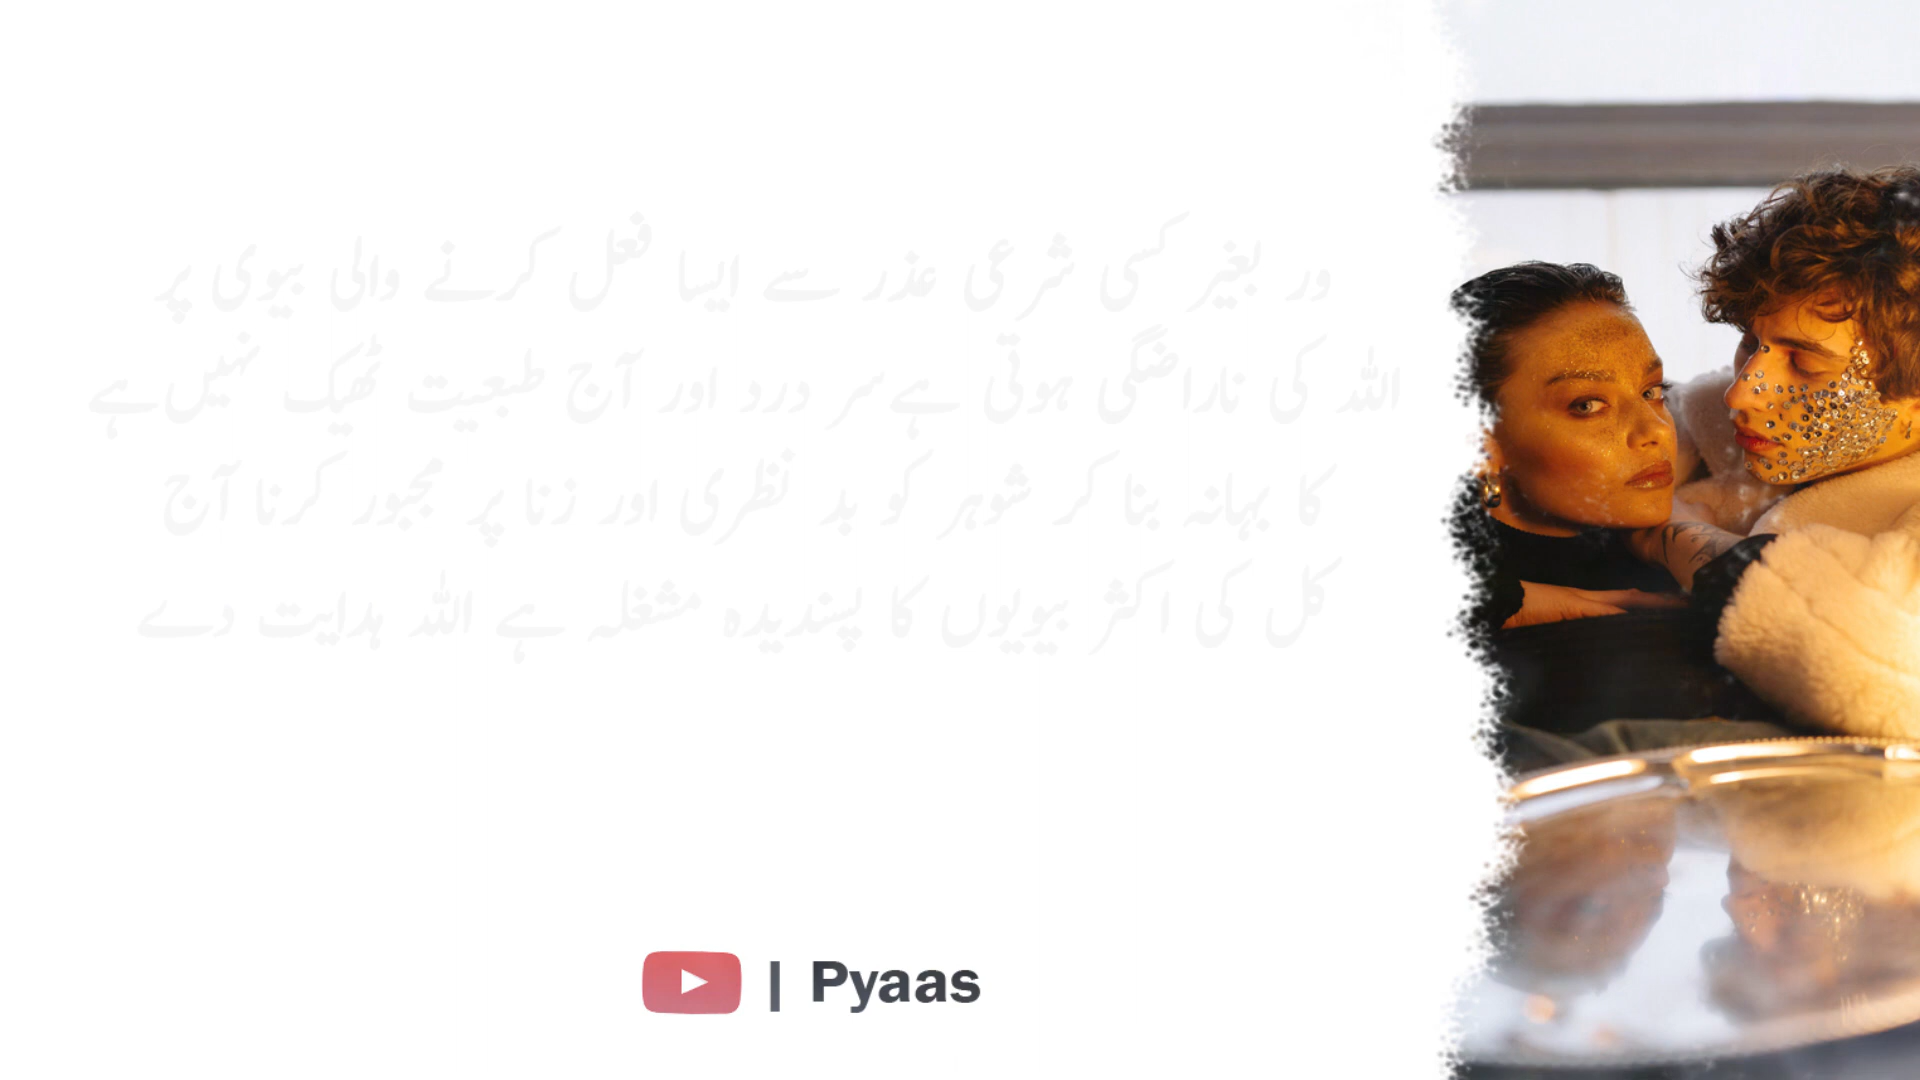 ور بغیر کسی شرعی عذر سے ایسا فعل کرنے والی بیوی پر
اللہ کی ناراضگی ہوتی ہے سر درد اور آج طبعیت ٹھیک نہیں ہے
کا بہانہ بنا کر شوہر کو بد نظری اور زنا پر مجبور کرنا آج
کل کی اکثر بیویوں کا پسندیدہ مشغلہ ہے اللہ ہدایت دے
| Pyaas